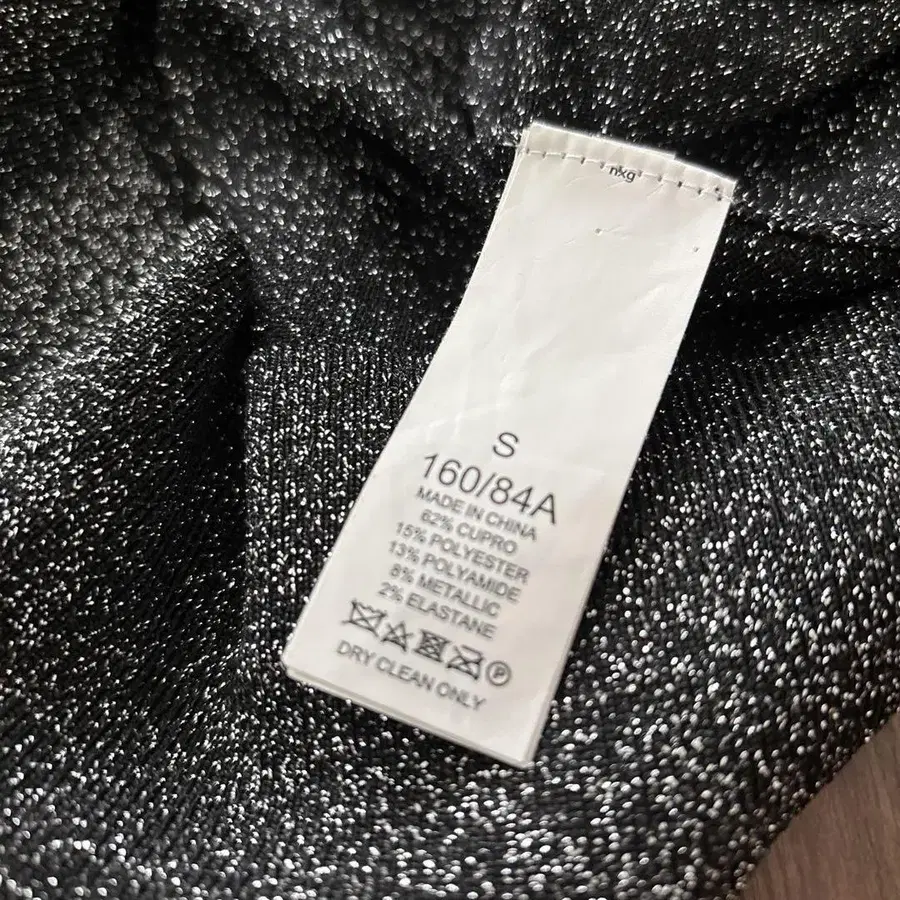 S
160/84A
MADE IN CHINA
62% CUPRO
15% POLYESTER
13% POLYAMIDE
8% METALLIC
2% ELASTANE
P
DRY CLEAN ONLY